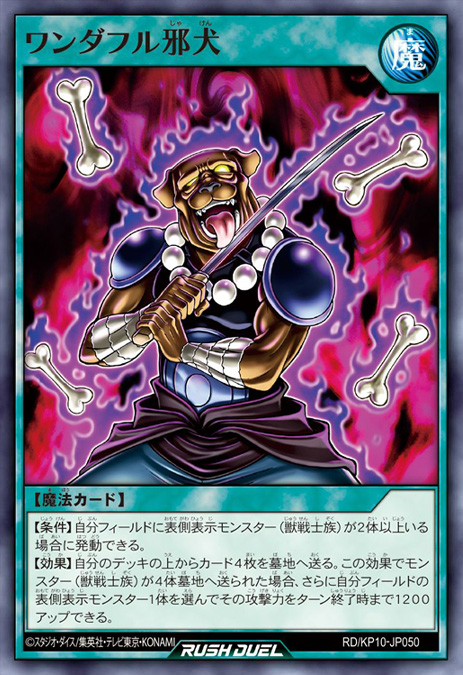 ワンダフル邪犬
しゃ けん
魔
ま
【魔法カード】
【条件】自分フィールドに表側表示モンスター（獣戦士族）が2体以上いる
場合に発動できる。
【効果】自分のデッキの上からカード4枚を墓地へ送る。この効果でモン
スター（獣戦士族）が4体墓地へ送られた場合、さらに自分フィールドの
表側表示モンスター1体を選んでその攻撃力をターン終了時まで1200
アップできる。
©スタジオ・ダイス/集英社・テレビ東京・KONAMI
RUSH DUEL
RD/KP10-JP050